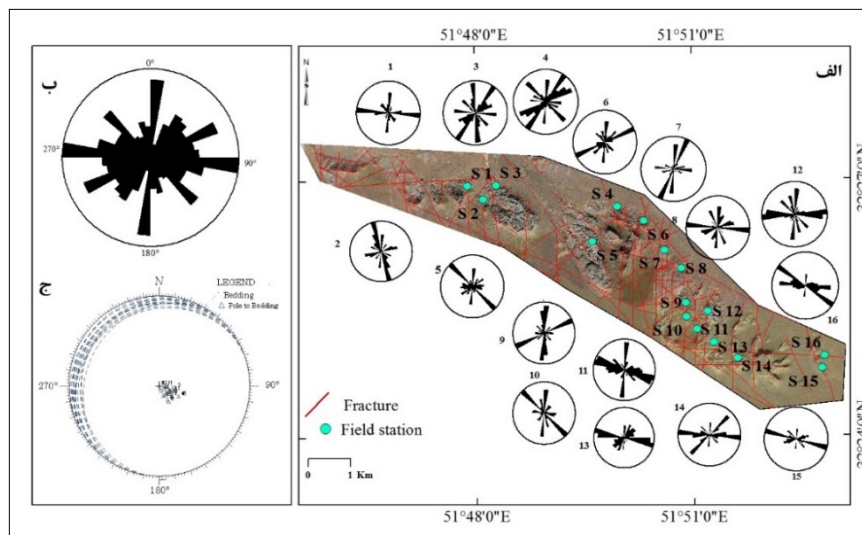 ب
0°
270°
90°
180°
ج
N
LEGEND
Bedding
Pole to Bedding
270°
90°
180°
الف
51°48'0"E
51°51'0"E
N
1
3
4
6
7
12
8
2
5
9
16
10
11
13
14
15
S 1
S 3
S 2
S 4
S 5
S 6
S 7
S 8
S 9
S 12
S 10
S 11
S 13
S 14
S 16
S 15
Fracture
Field station
0
1
Km
51°48'0"E
51°51'0"E
32°24'0"N